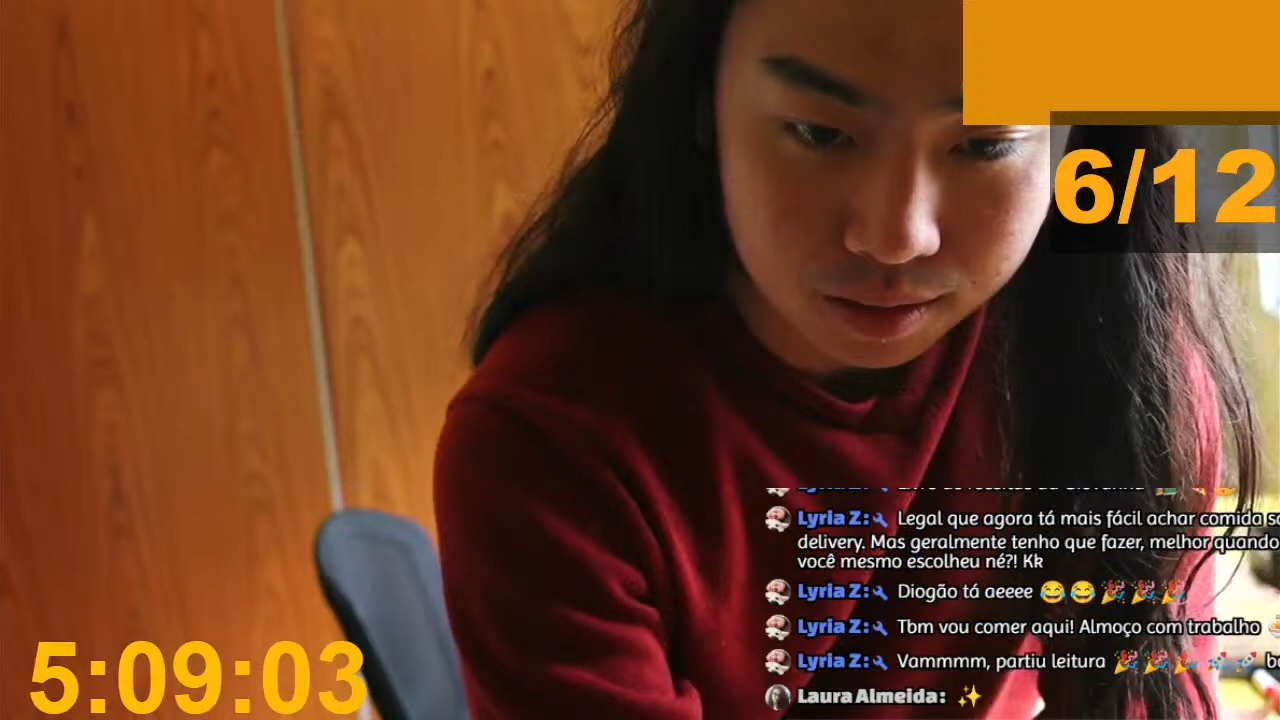 6/12
Lyria Z:
Lyria Z: Legal que agora tá mais fácil achar comida
delivery. Mas geralmente tenho que fazer, melhor quando
você mesmo escolheu né?! Kk
Lyria Z: Diogão tá aeeee 😂😂🎉🎉🎉
Lyria Z: Tbm vou comer aqui! Almoço com trabalho
Lyria Z: Vammmm, partiu leitura 🎉🎉🎉🚀🚀
Laura Almeida: ✨
5:09:03